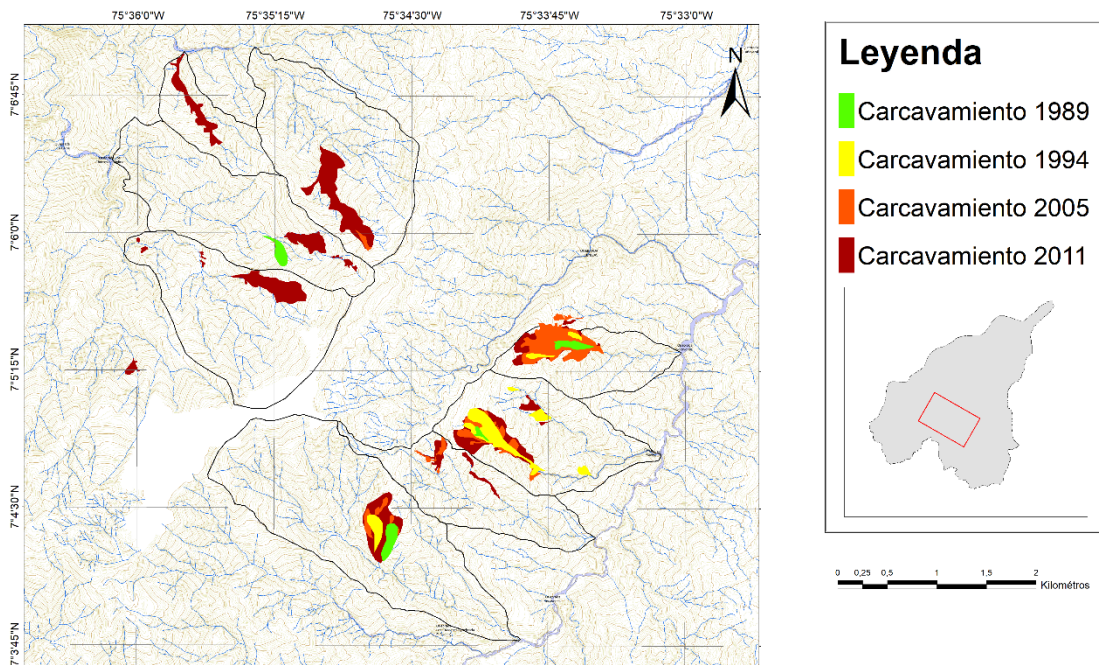 75°36'0"W 75°35'15"W 75°34'30"W 75°33'45"W 75°33'0"W
7°6'45"N
7°6'0"N
7°5'15"N
7°4'30"N
7°3'45"N
N
Leyenda
Carcavamiento 1989
Carcavamiento 1994
Carcavamiento 2005
Carcavamiento 2011
0 0,25 0,5 1 1,5 2
Kilométros